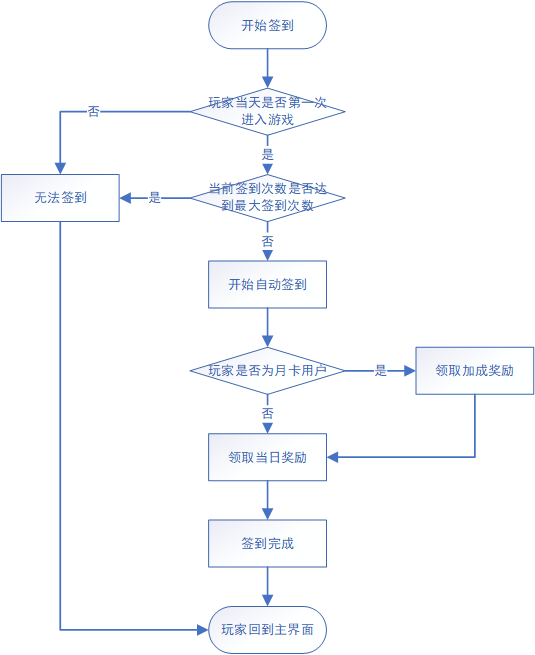 开始签到
玩家当天是否第一次
进入游戏
否
是
无法签到
是
当前签到次数是否达
到最大签到次数
否
开始自动签到
玩家是否为月卡用户
是
领取加成奖励
否
领取当日奖励
签到完成
玩家回到主界面